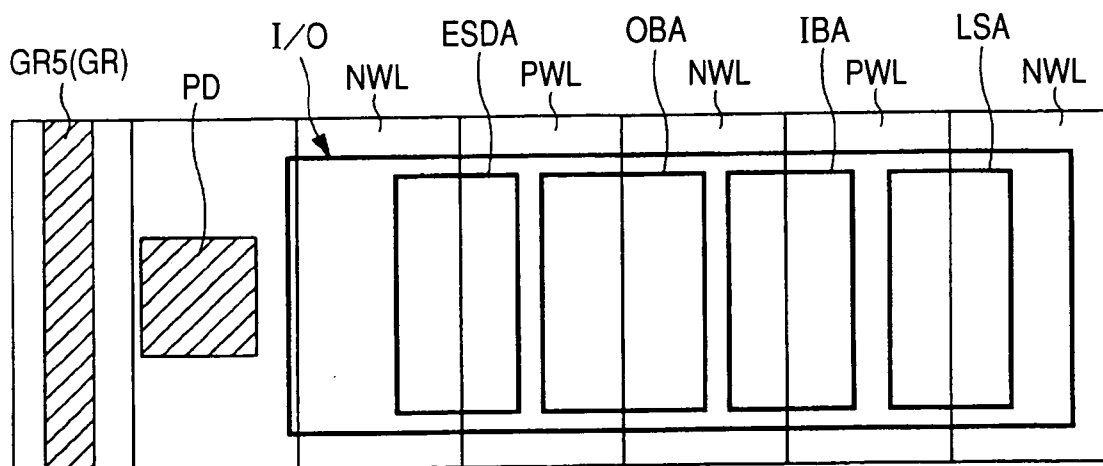 I/O ESDA OBA IBA LSA
GR5(GR) PD NWL PWL NWL PWL NWL